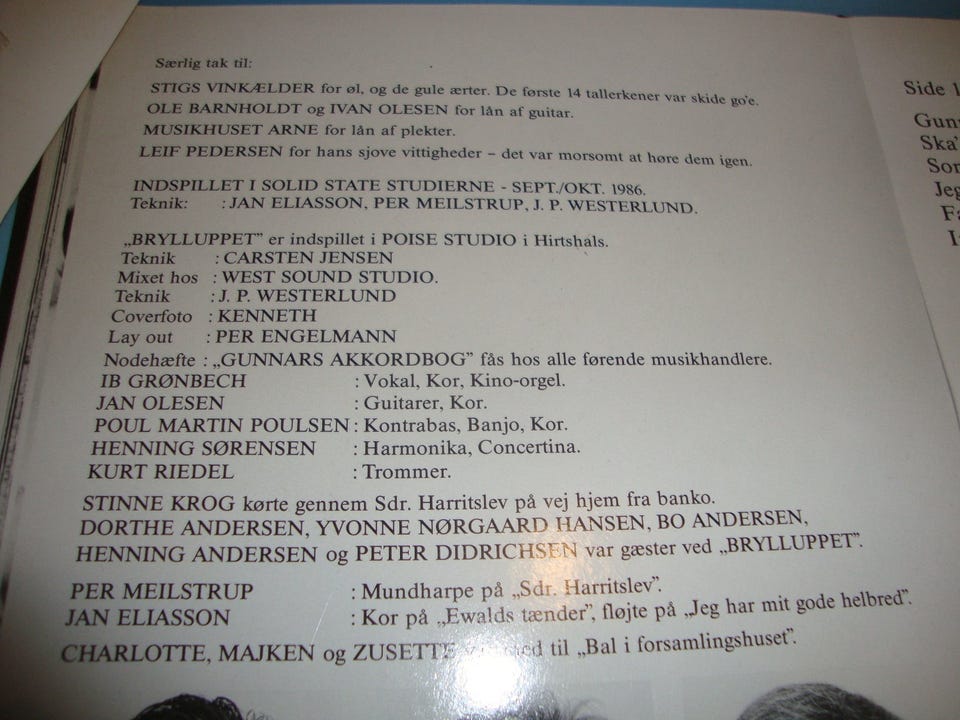 Særlig tak til:
STIGS VINKÆLDER for øl, og de gule ærter. De første 14 tallerkener var skide go'e.
OLE BARNHOLDT og IVAN OLESEN for lån af guitar.
MUSIKHUSET ARNE for lån af plekter.
LEIF PEDERSEN for hans sjove vittigheder – det var morsomt at høre dem igen.
INDSPILLET I SOLID STATE STUDIERNE - SEPT./OKT. 1986.
Teknik: : JAN ELIASSON, PER MEILSTRUP, J. P. WESTERLUND.
„BRYLLUPPET” er indspillet i POISE STUDIO i Hirtshals.
Teknik : CARSTEN JENSEN
Mixet hos : WEST SOUND STUDIO.
Teknik : J. P. WESTERLUND
Coverfoto : KENNETH
Lay out : PER ENGELMANN
Nodehæfte : „GUNNARS AKKORDBOG” fås hos alle førende musikhandlere.
IB GRØNBECH : Vokal, Kor, Kino-orgel.
JAN OLESEN : Guitarer, Kor.
POUL MARTIN POULSEN : Kontrabas, Banjo, Kor.
HENNING SØRENSEN : Harmonika, Concertina.
KURT RIEDEL : Trommer.
STINNE KROG kørte gennem Sdr. Harritslev på vej hjem fra banko.
DORTHE ANDERSEN, YVONNE NØRGAARD HANSEN, BO ANDERSEN,
HENNING ANDERSEN og PETER DIDRICHSEN var gæster ved „BRYLLUPPET”.
PER MEILSTRUP : Mundharpe på „Sdr. Harritslev”.
JAN ELIASSON : Kor på „Ewalds tænder”, fløjte på „Jeg har mit gode helbred”.
CHARLOTTE, MAJKEN og ZUSETTE til „Bal i forsamlingshuset”.
Side 1
Ska'
Jeg